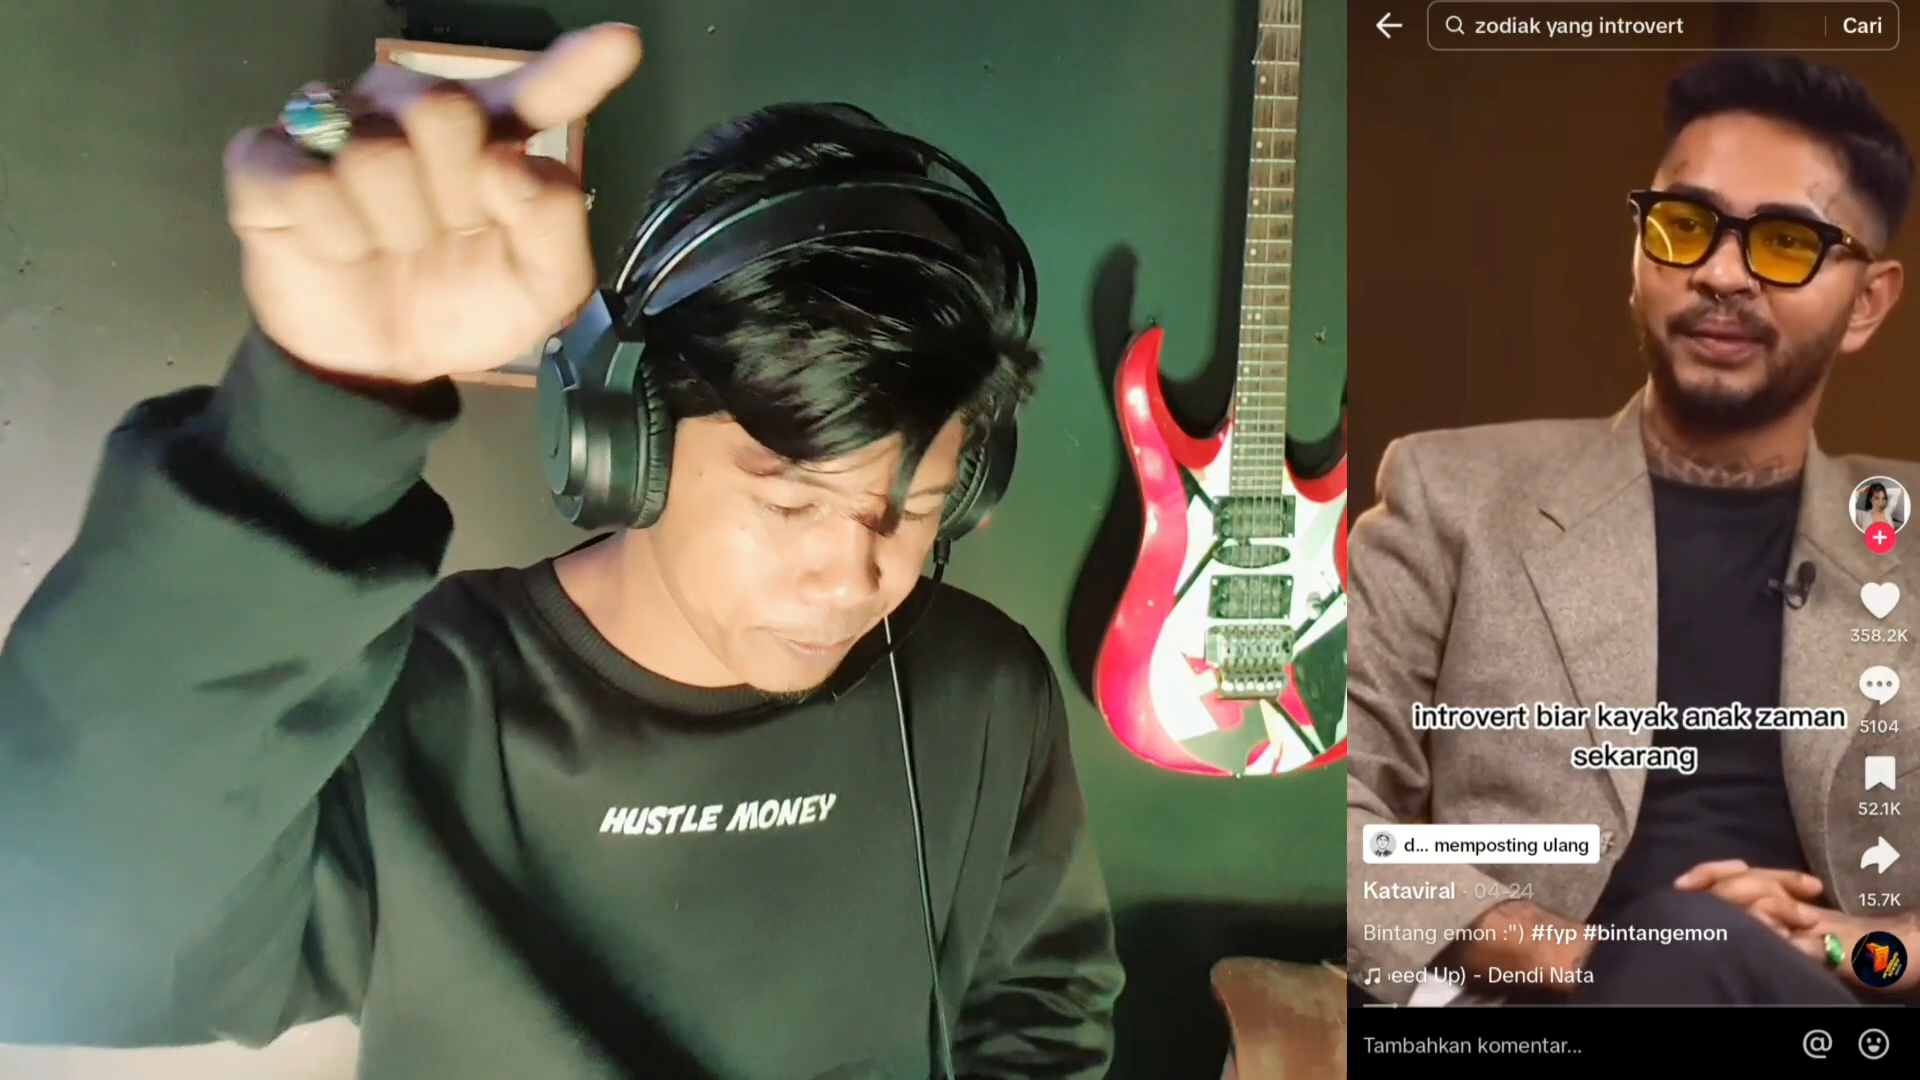 HUSTLE MONEY
zodiak yang introvert
Cari
358.2K
introvert biar kayak anak zaman
sekarang
5104
52.1K
d... memposting ulang
15.7K
Kataviral · 04-24
Bintang emon :") #fyp #bintangemon
eed Up) - Dendi Nata
Tambahkan komentar...
@